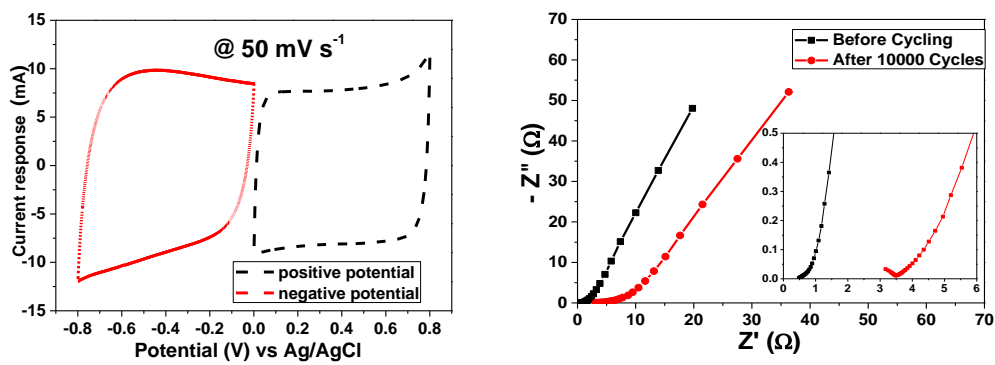 @ 50 mV s⁻¹
Current response (mA)
15
10
5
0
-5
-10
-15
-0.8 -0.6 -0.4 -0.2 0.0 0.2 0.4 0.6 0.8
Potential (V) vs Ag/AgCl
positive potential
negative potential
- Z" (Ω)
70
60
50
40
30
20
10
0
0 10 20 30 40 50 60 70
Z' (Ω)
Before Cycling
After 10000 Cycles
0.5
0.4
0.3
0.2
0.1
0.0
0 1 2 3 4 5 6